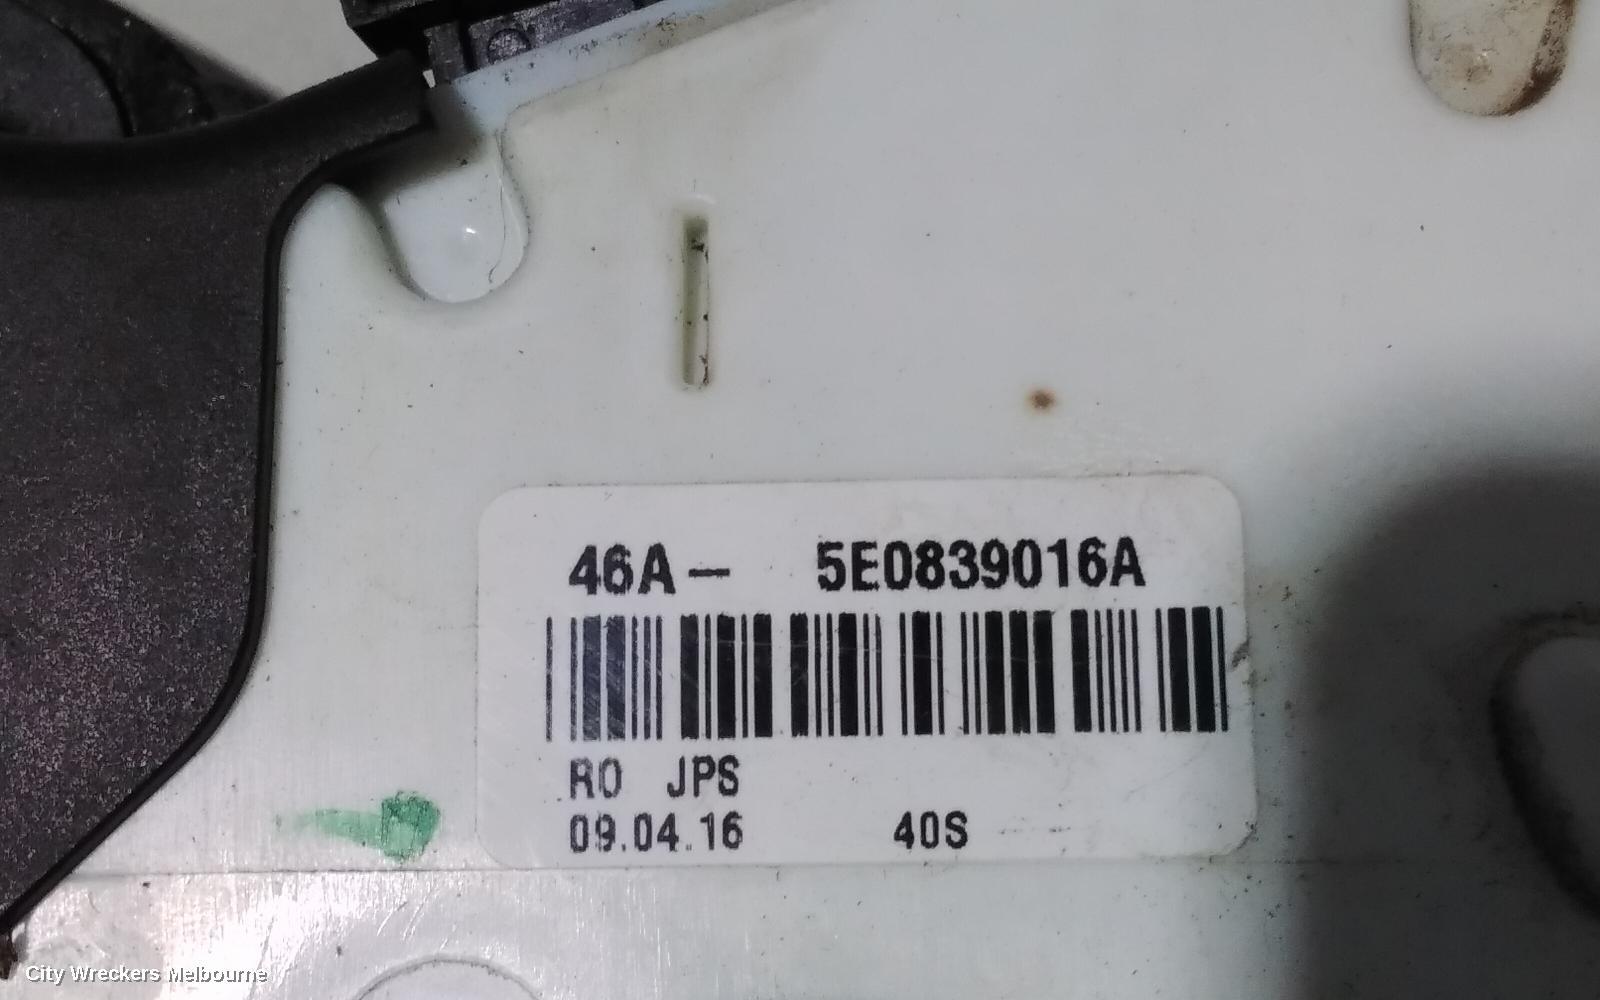 46A- 5E0839016A
RO JPS
09.04.16 40S
City Wreckers Melbourne